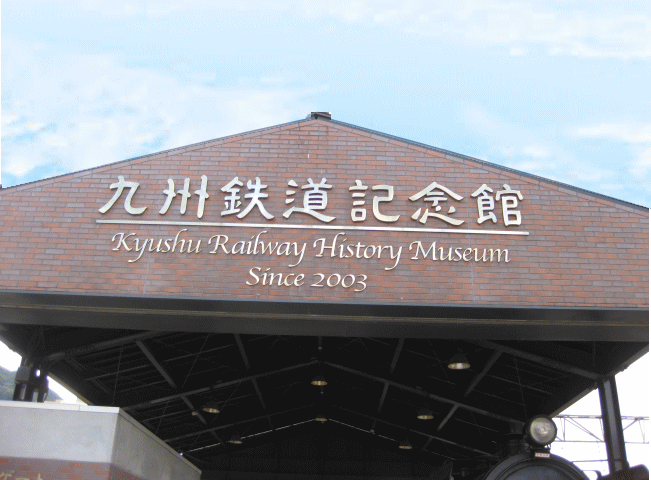 九州鉄道記念館
Kyushu Railway History Museum
Since 2003